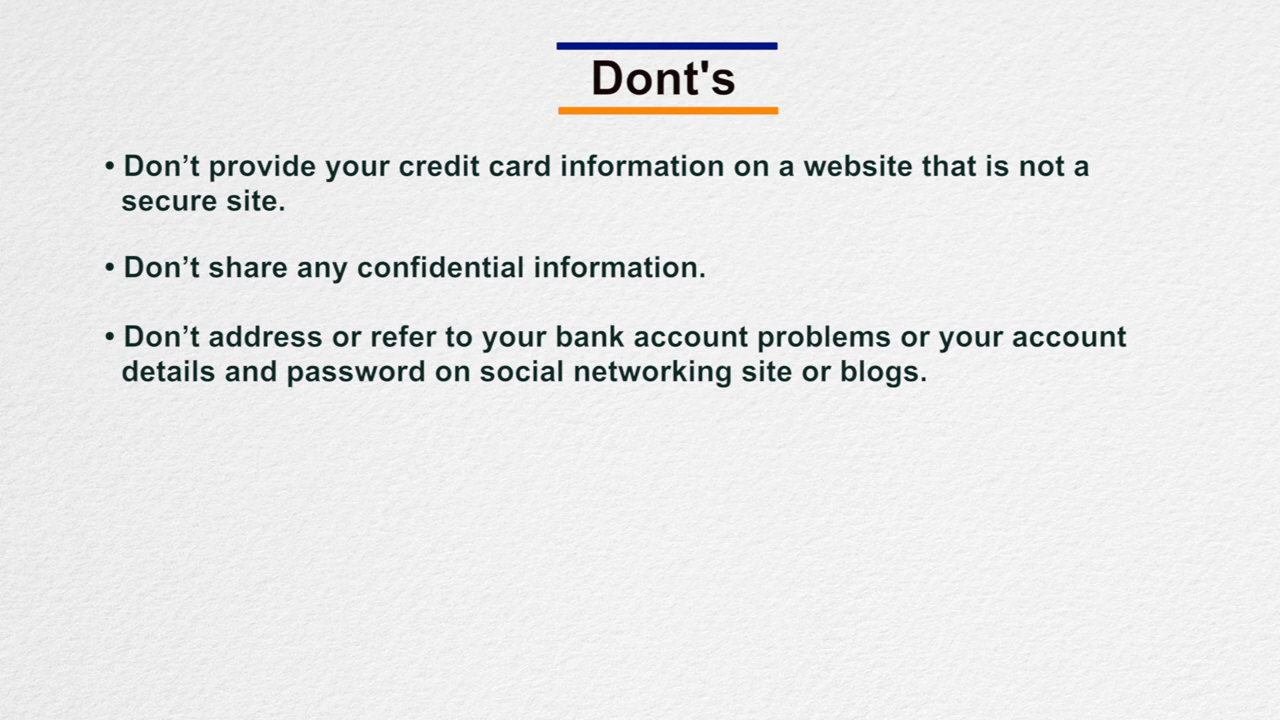 Dont's
• Don’t provide your credit card information on a website that is not a
secure site.
• Don’t share any confidential information.
• Don’t address or refer to your bank account problems or your account
details and password on social networking site or blogs.